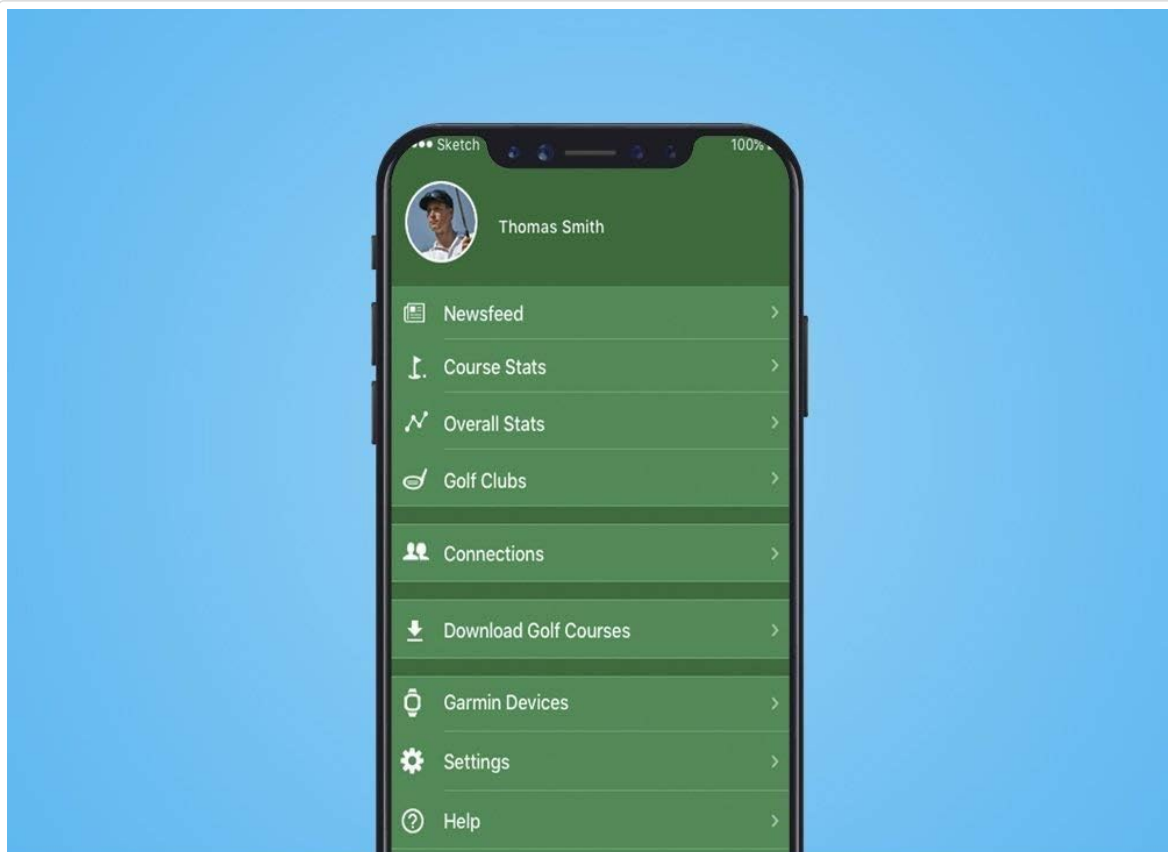 Sketch 100%
Thomas Smith
Newsfeed
Course Stats
Overall Stats
Golf Clubs
Connections
Download Golf Courses
Garmin Devices
Settings
Help